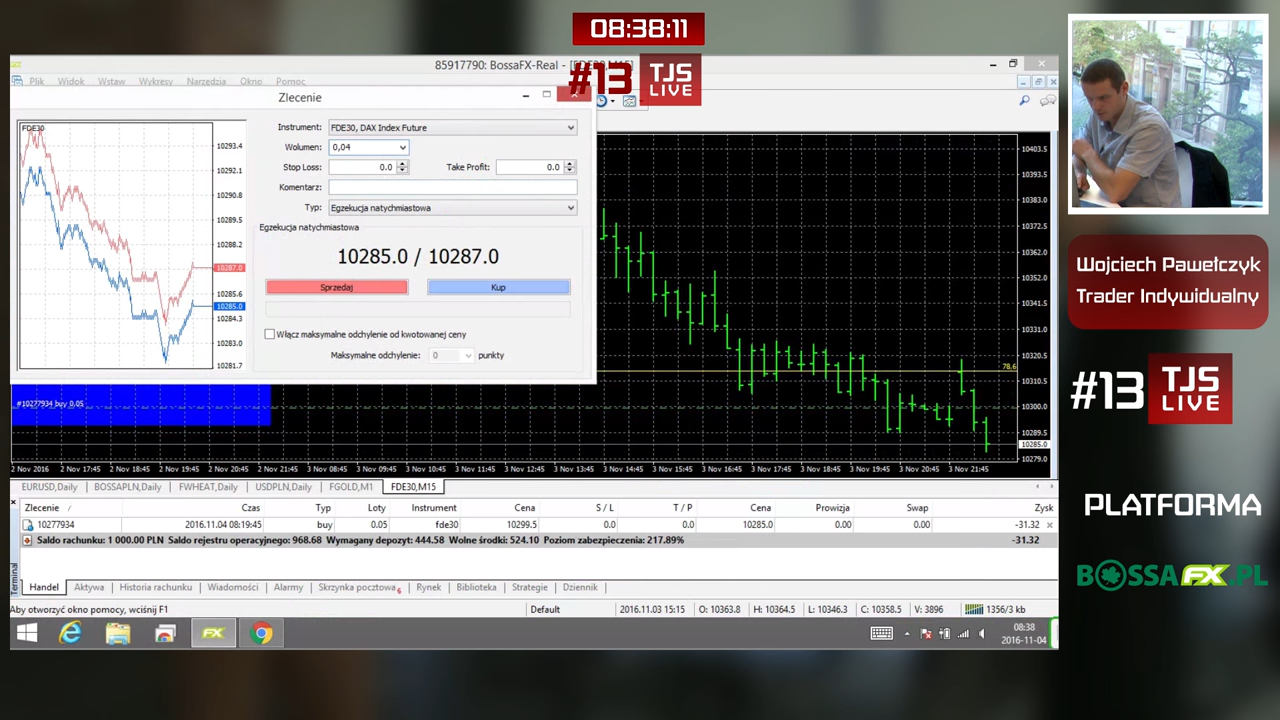 08:38:11
85917790: BossaFX-Real - [FDE30,M15]
#13 TJS LIVE
Plik Widok Wstaw Wykresy Narzędzia Okno Pomoc
Zlecenie
FDE30
10293.4
10292.1
10290.8
10289.5
10288.2
10287.0
10285.6
10285.0
10284.3
10283.0
10281.7
Instrument: FDE30, DAX Index Future
Wolumen: 0,04
Stop Loss: 0.0 Take Profit: 0.0
Komentarz:
Typ: Egzekucja natychmiastowa
Egzekucja natychmiastowa
10285.0 / 10287.0
Sprzedaj Kup
Włącz maksymalne odchylenie od kwotowanej ceny
Maksymalne odchylenie: 0 punkty
10403.5
10393.5
10383.0
10372.5
10362.0
10352.0
10341.5
10331.0
10320.5
78.6
10310.5
10300.0
10289.5
10285.0
10279.0
#10277934 buy 0.05
2 Nov 2016 2 Nov 17:45 2 Nov 18:45 2 Nov 19:45 2 Nov 20:45 2 Nov 21:45 3 Nov 08:45 3 Nov 09:45 3 Nov 10:45 3 Nov 11:45 3 Nov 12:45 3 Nov 13:45 3 Nov 14:45 3 Nov 15:45 3 Nov 16:45 3 Nov 17:45 3 Nov 18:45 3 Nov 19:45 3 Nov 20:45 3 Nov 21:45
EURUSD,Daily BOSSAPLN,Daily FWHEAT,Daily USDPLN,Daily FGOLD,M1 FDE30,M15
Zlecenie / Czas Typ Loty Instrument Cena S / L T / P Cena Prowizja Swap Zysk
10277934 2016.11.04 08:19:45 buy 0.05 fde30 10299.5 0.0 0.0 10285.0 0.00 0.00 -31.32
Saldo rachunku: 1 000.00 PLN Saldo rejestru operacyjnego: 968.68 Wymagany depozyt: 444.58 Wolne środki: 524.10 Poziom zabezpieczenia: 217.89% -31.32
Terminal
Handel Aktywa Historia rachunku Wiadomości Alarmy Skrzynka pocztowa 6 Rynek Biblioteka Strategie Dziennik
Aby otworzyć okno pomocy, wciśnij F1 Default 2016.11.03 15:15 O: 10363.8 H: 10364.5 L: 10346.3 C: 10358.5 V: 3896 1356/3 kb
FX
08:38
2016-11-04
Wojciech Pawełczyk
Trader Indywidualny
#13 TJS LIVE
PLATFORMA
BOSSAFX.PL